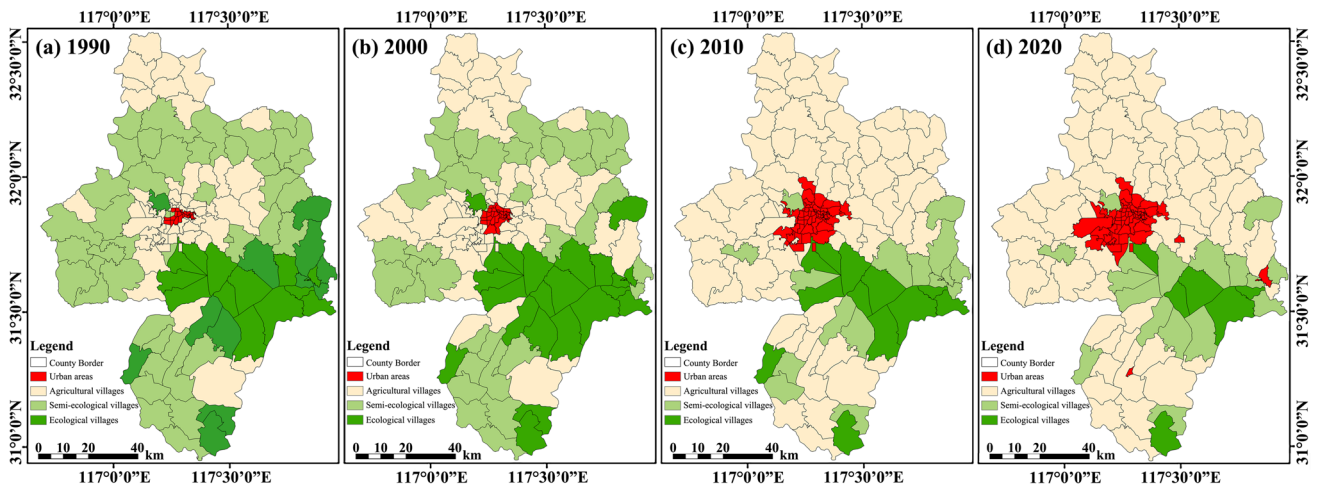 117°0′0″E 117°30′0″E 117°0′0″E 117°30′0″E 117°0′0″E 117°30′0″E 117°0′0″E 117°30′0″E
(a) 1990
(b) 2000
(c) 2010
(d) 2020
32°30′0″N
32°0′0″N
31°30′0″N
31°0′0″N
Legend
County Border
Urban areas
Agricultural villages
Semi-ecological villages
Ecological villages
0 10 20 40 km
Legend
County Border
Urban areas
Agricultural villages
Semi-ecological villages
Ecological villages
0 10 20 40 km
Legend
County Border
Urban areas
Agricultural villages
Semi-ecological villages
Ecological villages
0 10 20 40 km
Legend
County Border
Urban areas
Agricultural villages
Semi-ecological villages
Ecological villages
0 10 20 40 km
32°30′0″N
32°0′0″N
31°30′0″N
31°0′0″N
117°0′0″E 117°30′0″E 117°0′0″E 117°30′0″E 117°0′0″E 117°30′0″E 117°0′0″E 117°30′0″E